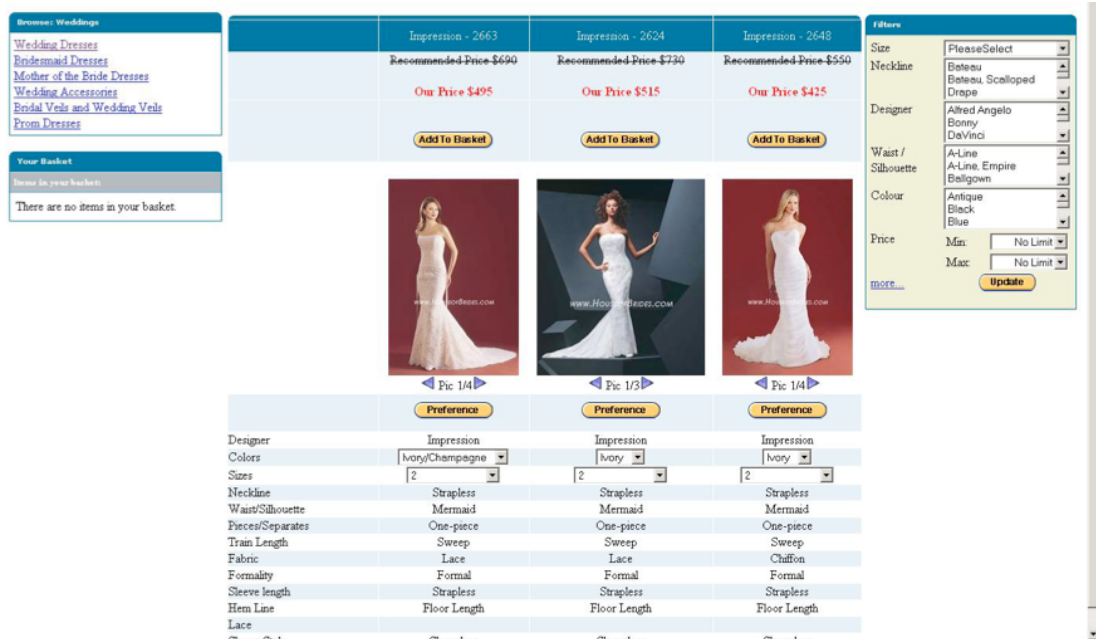 Browse: Weddings
Wedding Dresses
Bridesmaid Dresses
Mother of the Bride Dresses
Wedding Accessories
Bridal Veils and Wedding Veils
Prom Dresses
Your Basket
Items in your basket:
There are no items in your basket.
Impression - 2663 Impression - 2624 Impression - 2648
Recommended Price $690 Recommended Price $730 Recommended Price $550
Our Price $495 Our Price $515 Our Price $425
Add To Basket Add To Basket Add To Basket
www.HouseOfBrides.com www.HouseOfBrides.com www.HouseOfBrides.com
Pic 1/4 Pic 1/3 Pic 1/4
Preference Preference Preference
Designer Impression Impression Impression
Colors Ivory/Champagne Ivory Ivory
Sizes 2 2 2
Neckline Strapless Strapless Strapless
Waist/Silhouette Mermaid Mermaid Mermaid
Pieces/Separates One-piece One-piece One-piece
Train Length Sweep Sweep Sweep
Fabric Lace Lace Chiffon
Formality Formal Formal Formal
Sleeve length Strapless Strapless Strapless
Hem Line Floor Length Floor Length Floor Length
Lace
Filters
Size PleaseSelect
Neckline Bateau
Bateau, Scalloped
Drape
Designer Alfred Angelo
Bonny
DaVinci
Waist / A-Line
Silhouette A-Line, Empire
Ballgown
Colour Antique
Black
Blue
Price Min: No Limit
Max: No Limit
more... Update